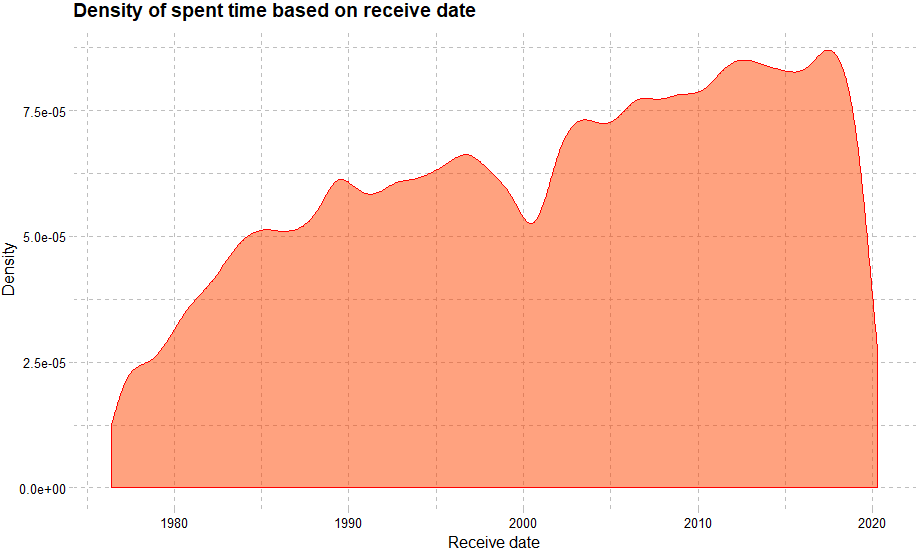 Density of spent time based on receive date
Density
7.5e-05
5.0e-05
2.5e-05
0.0e+00
1980 1990 2000 2010 2020
Receive date